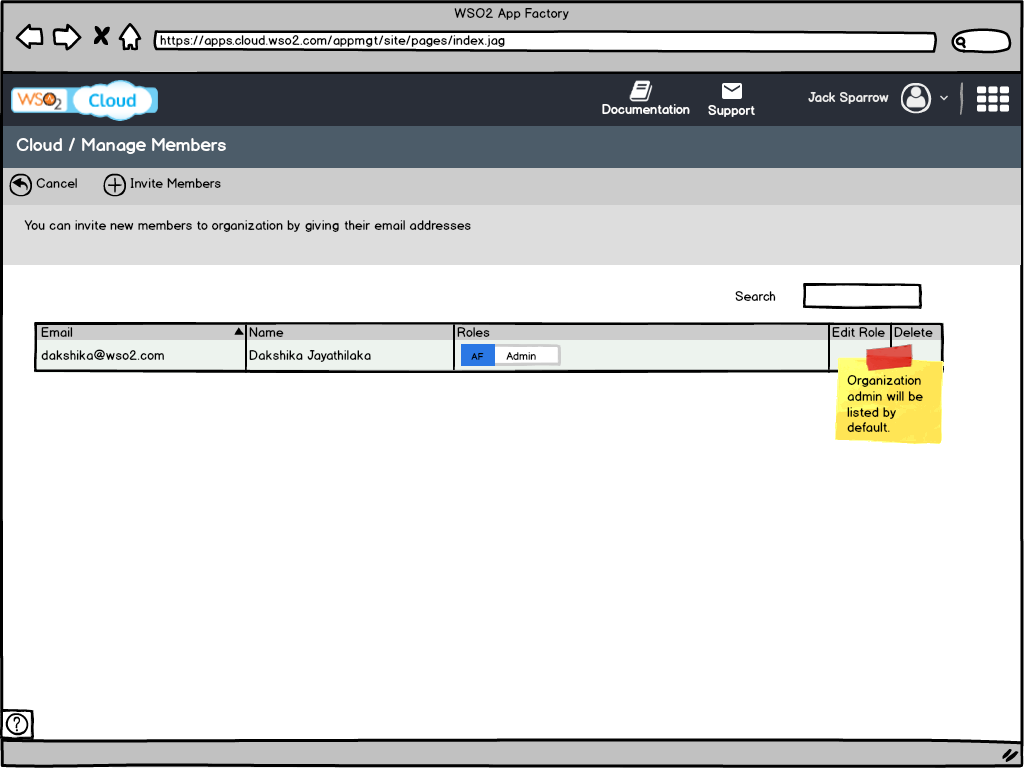 WSO2 App Factory
https://apps.cloud.wso2.com/appmgt/site/pages/index.jag
WSO2 Cloud
Documentation
Support
Jack Sparrow
Cloud / Manage Members
Cancel
Invite Members
You can invite new members to organization by giving their email addresses
Search
Email Name Roles Edit Role Delete
dakshika@wso2.com Dakshika Jayathilaka AF Admin
Organization
admin will be
listed by
default.
?